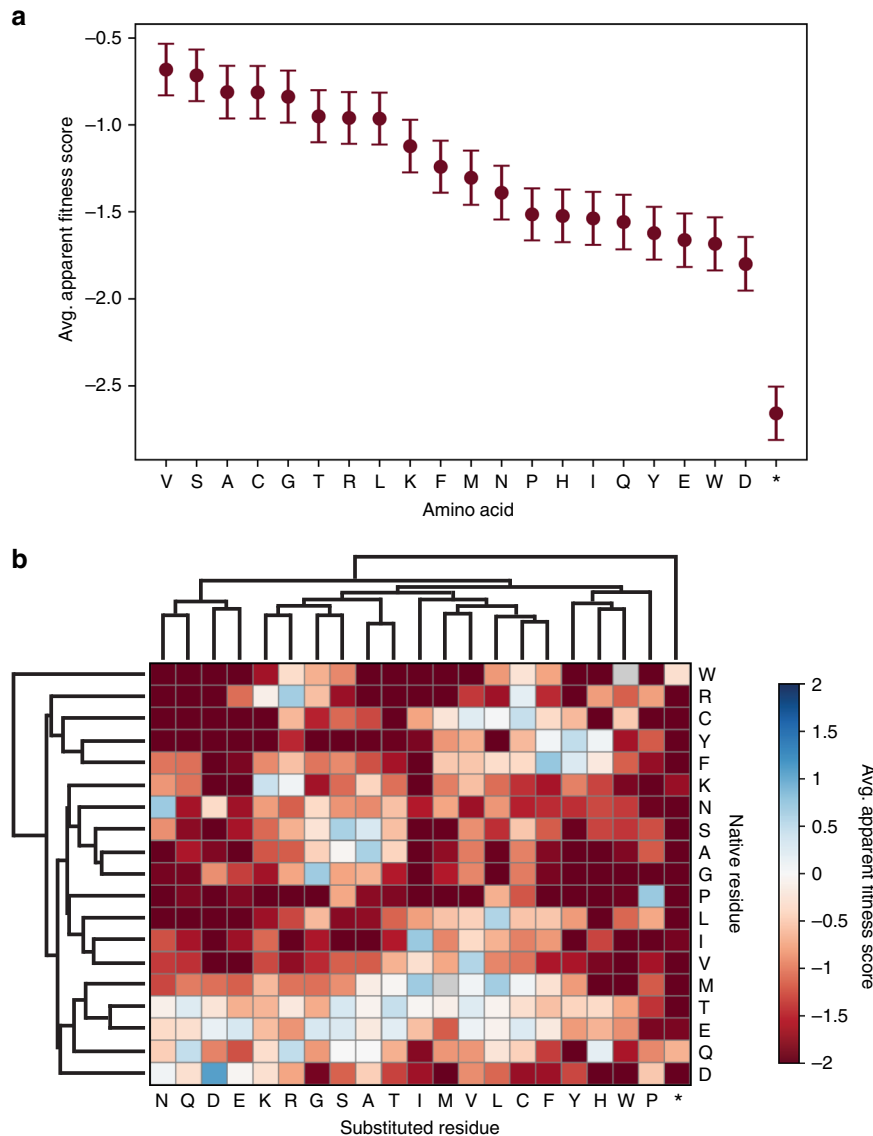 a
−0.5
−1.0
−1.5
−2.0
−2.5
Avg. apparent fitness score
V S A C G T R L K F M N P H I Q Y E W D *
Amino acid
b
W
R
C
Y
F
K
N
S
A
G
P
L
I
V
M
T
E
Q
D
Native residue
N Q D E K R G S A T I M V L C F Y H W P *
Substituted residue
2
1.5
1
0.5
0
−0.5
−1
−1.5
−2
Avg. apparent fitness score